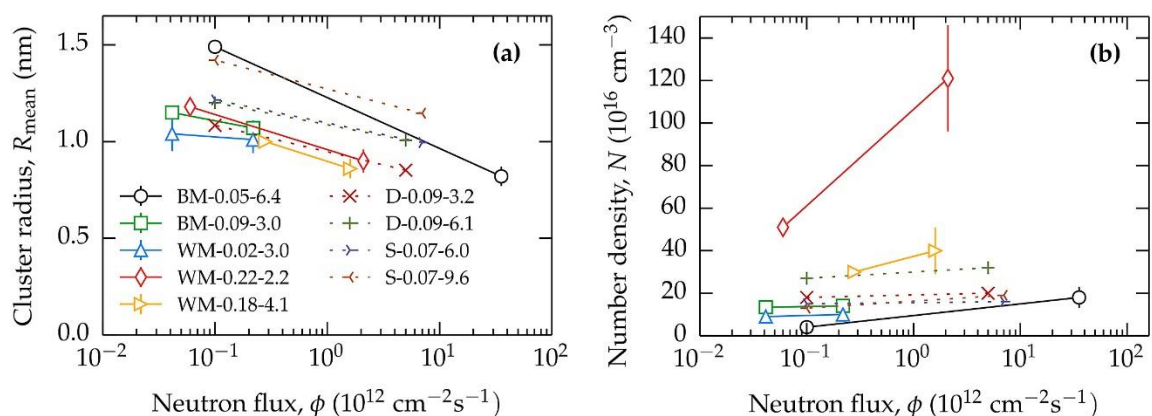 (a)
Cluster radius, R_mean (nm)
1.5
1.0
0.5
0.0
BM-0.05-6.4
BM-0.09-3.0
WM-0.02-3.0
WM-0.22-2.2
WM-0.18-4.1
D-0.09-3.2
D-0.09-6.1
S-0.07-6.0
S-0.07-9.6
10⁻² 10⁻¹ 10⁰ 10¹ 10²
Neutron flux, ϕ (10¹² cm⁻²s⁻¹)
(b)
Number density, N (10¹⁶ cm⁻³)
140
120
100
80
60
40
20
0
10⁻² 10⁻¹ 10⁰ 10¹ 10²
Neutron flux, ϕ (10¹² cm⁻²s⁻¹)